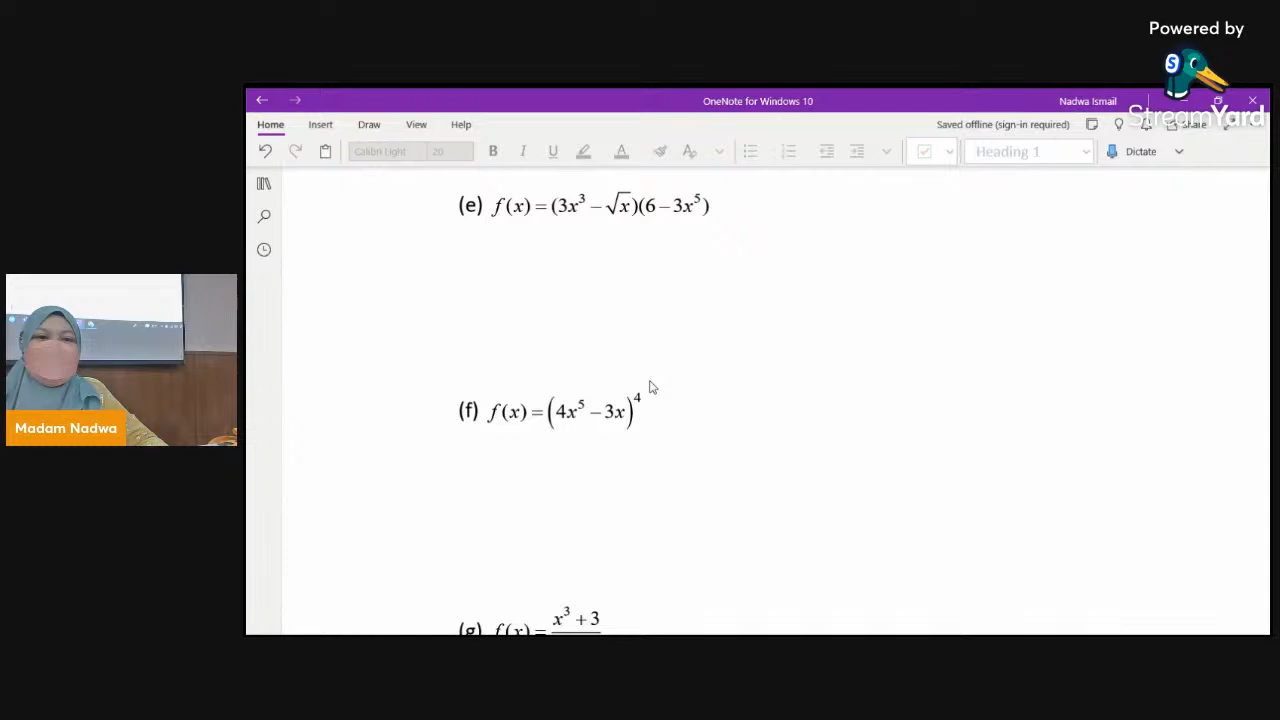 Powered by
StreamYard
OneNote for Windows 10
Nadwa Ismail
Home Insert Draw View Help
Saved offline (sign-in required)
Share
Calibri Light 20
B I U A
Heading 1
Dictate
(e) f(x) = (3x³ − √x)(6 − 3x⁵)
(f) f(x) = (4x⁵ − 3x)⁴
(g) f(x) = x³ + 3
Madam Nadwa